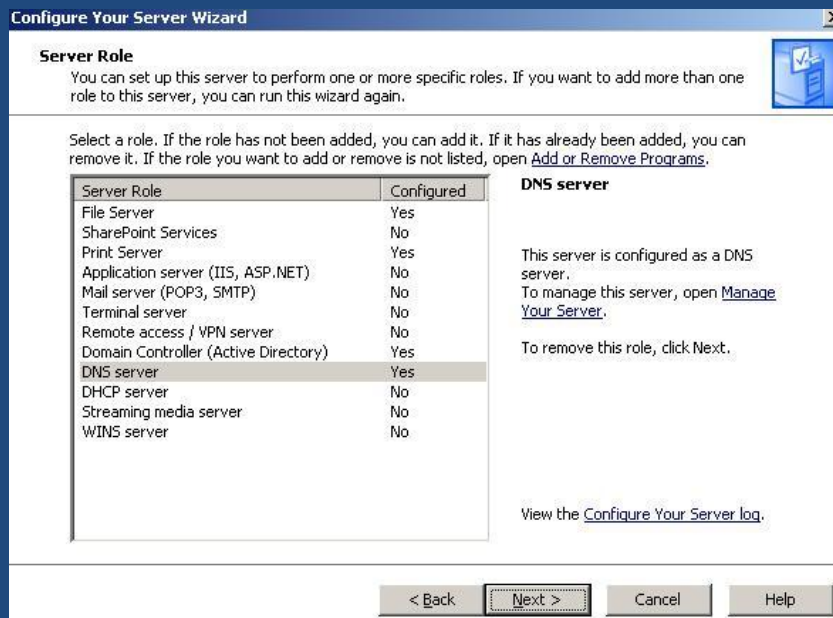 Configure Your Server Wizard
Server Role
You can set up this server to perform one or more specific roles. If you want to add more than one
role to this server, you can run this wizard again.
Select a role. If the role has not been added, you can add it. If it has already been added, you can
remove it. If the role you want to add or remove is not listed, open Add or Remove Programs.
Server Role Configured
File Server Yes
SharePoint Services No
Print Server Yes
Application server (IIS, ASP.NET) No
Mail server (POP3, SMTP) No
Terminal server No
Remote access / VPN server No
Domain Controller (Active Directory) Yes
DNS server Yes
DHCP server No
Streaming media server No
WINS server No
DNS server
This server is configured as a DNS
server.
To manage this server, open Manage
Your Server.
To remove this role, click Next.
View the Configure Your Server log.
< Back Next > Cancel Help